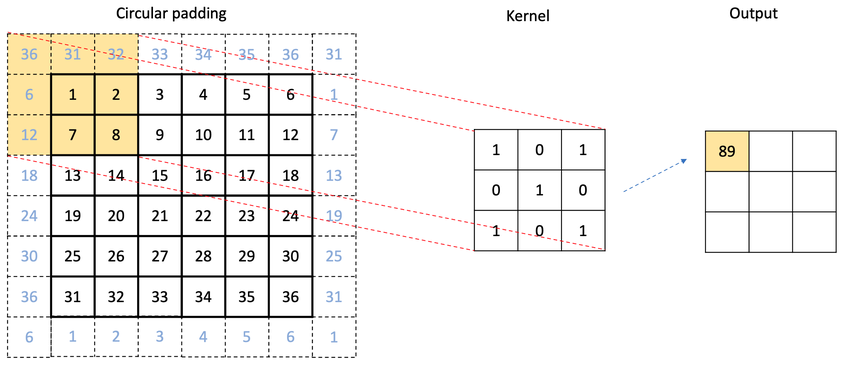 Circular padding Kernel Output
36 31 32 33 34 35 36 31
6 1 2 3 4 5 6 1
12 7 8 9 10 11 12 7
18 13 14 15 16 17 18 13
24 19 20 21 22 23 24 19
30 25 26 27 28 29 30 25
36 31 32 33 34 35 36 31
6 1 2 3 4 5 6 1
1 0 1
0 1 0
1 0 1
89